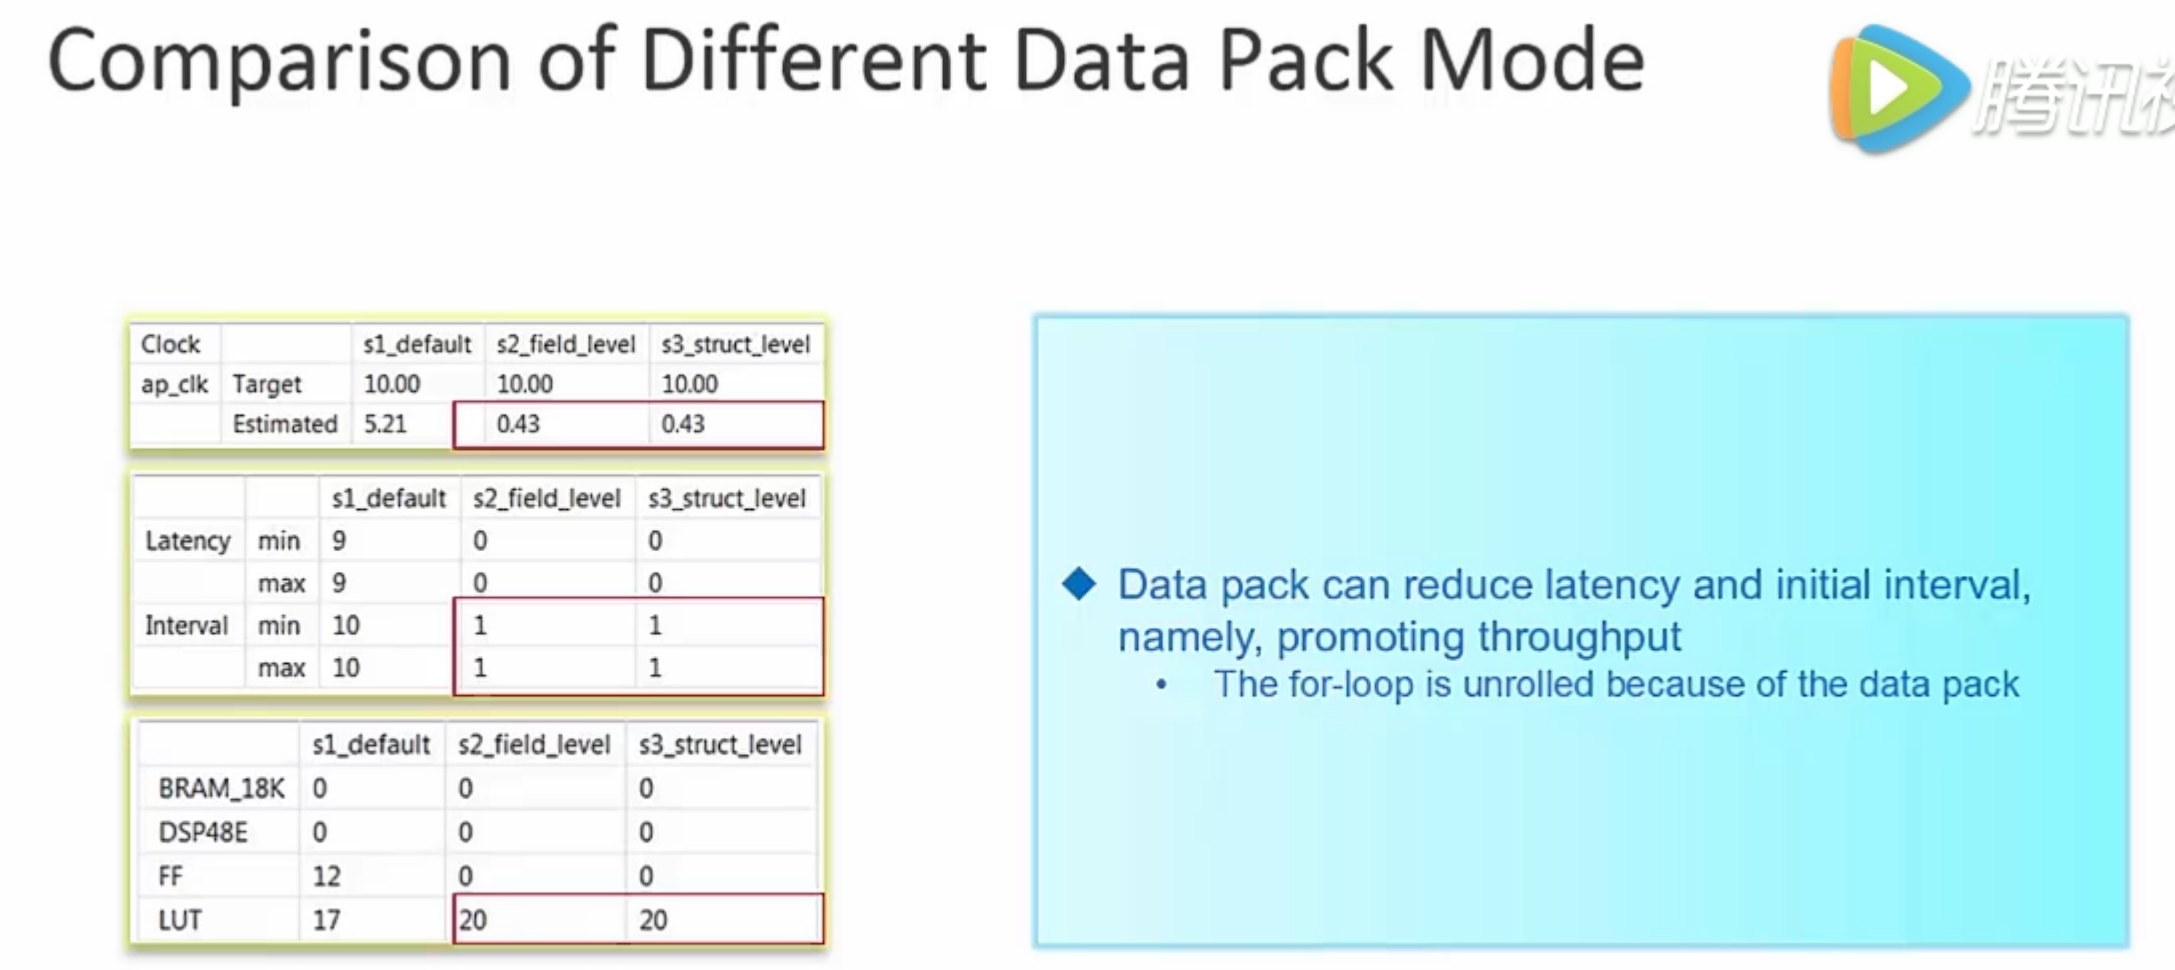 Comparison of Different Data Pack Mode
腾讯视
Clock s1_default s2_field_level s3_struct_level
ap_clk Target 10.00 10.00 10.00
Estimated 5.21 0.43 0.43
s1_default s2_field_level s3_struct_level
Latency min 9 0 0
max 9 0 0
Interval min 10 1 1
max 10 1 1
s1_default s2_field_level s3_struct_level
BRAM_18K 0 0 0
DSP48E 0 0 0
FF 12 0 0
LUT 17 20 20
◆ Data pack can reduce latency and initial interval,
namely, promoting throughput
• The for-loop is unrolled because of the data pack